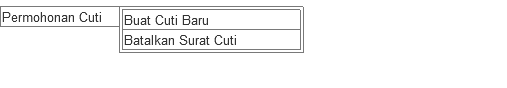 Permohonan Cuti
Buat Cuti Baru
Batalkan Surat Cuti